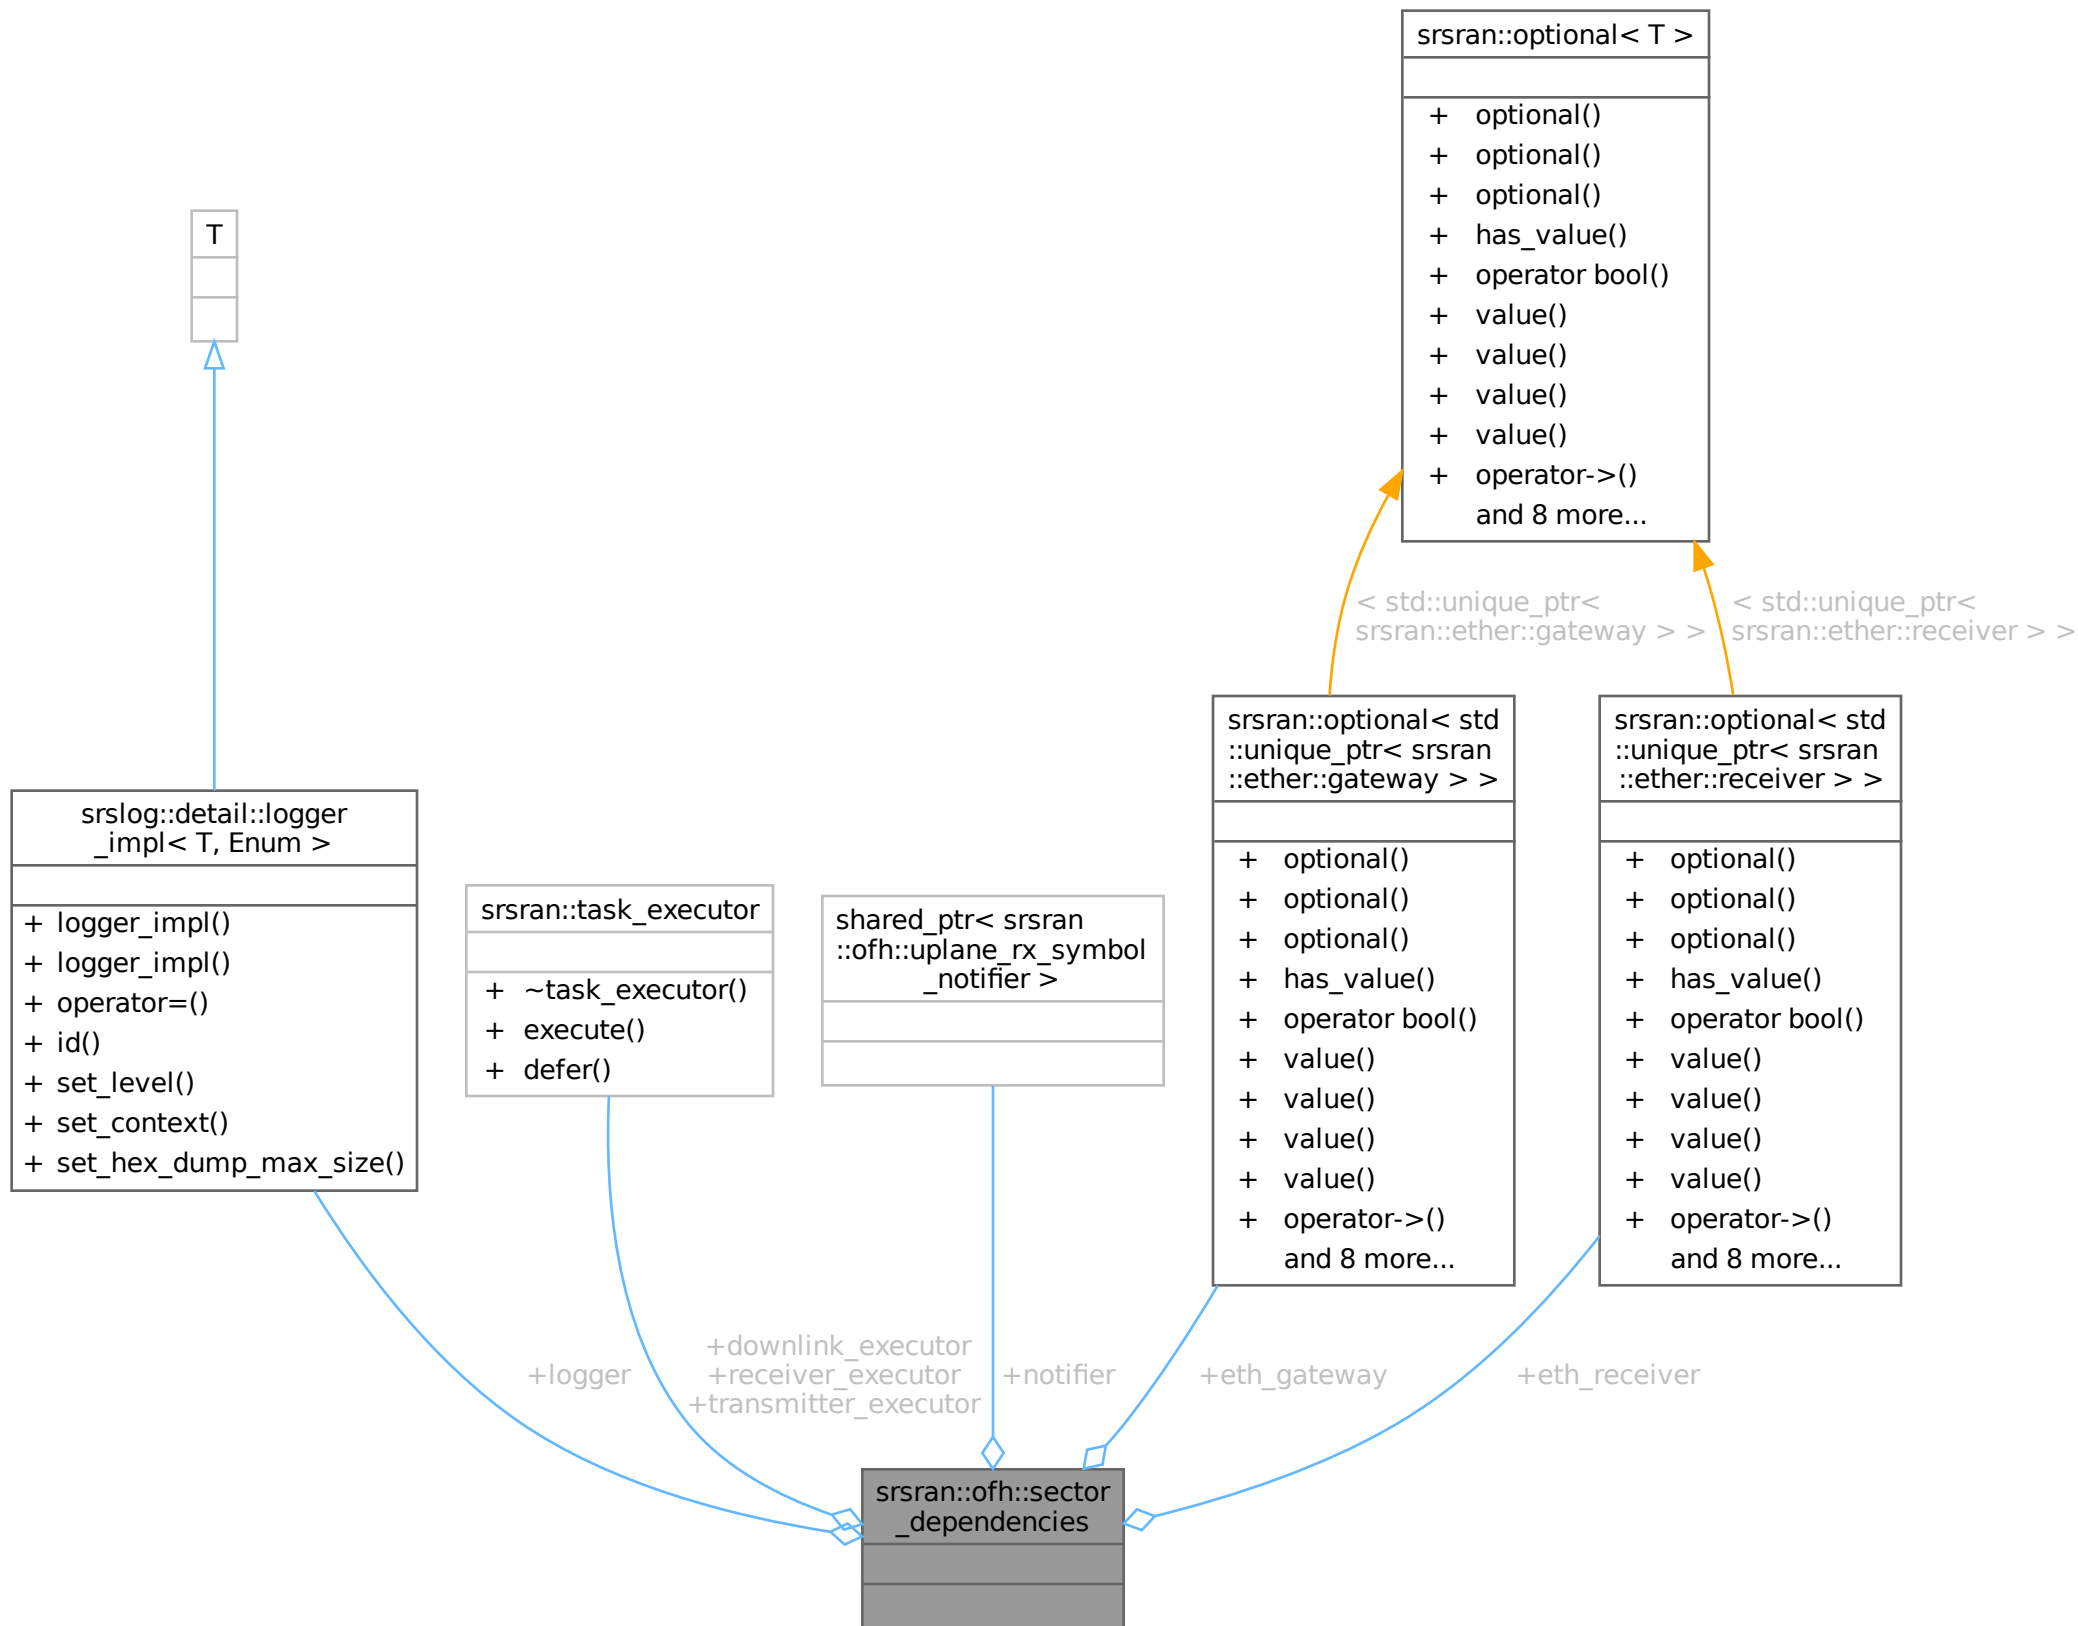 srsran::optional< T >
+ optional()
+ optional()
+ optional()
+ has_value()
+ operator bool()
+ value()
+ value()
+ value()
+ value()
+ operator->()
and 8 more...
T
< std::unique_ptr<
srsran::ether::gateway > >
< std::unique_ptr<
srsran::ether::receiver > >
srslog::detail::logger
_impl< T, Enum >
+ logger_impl()
+ logger_impl()
+ operator=()
+ id()
+ set_level()
+ set_context()
+ set_hex_dump_max_size()
srsran::task_executor
+ ~task_executor()
+ execute()
+ defer()
shared_ptr< srsran
::ofh::uplane_rx_symbol
_notifier >
srsran::optional< std
::unique_ptr< srsran
::ether::gateway > >
+ optional()
+ optional()
+ optional()
+ has_value()
+ operator bool()
+ value()
+ value()
+ value()
+ value()
+ operator->()
and 8 more...
srsran::optional< std
::unique_ptr< srsran
::ether::receiver > >
+ optional()
+ optional()
+ optional()
+ has_value()
+ operator bool()
+ value()
+ value()
+ value()
+ value()
+ operator->()
and 8 more...
+logger
+downlink_executor
+receiver_executor
+transmitter_executor
+notifier
+eth_gateway
+eth_receiver
srsran::ofh::sector
_dependencies